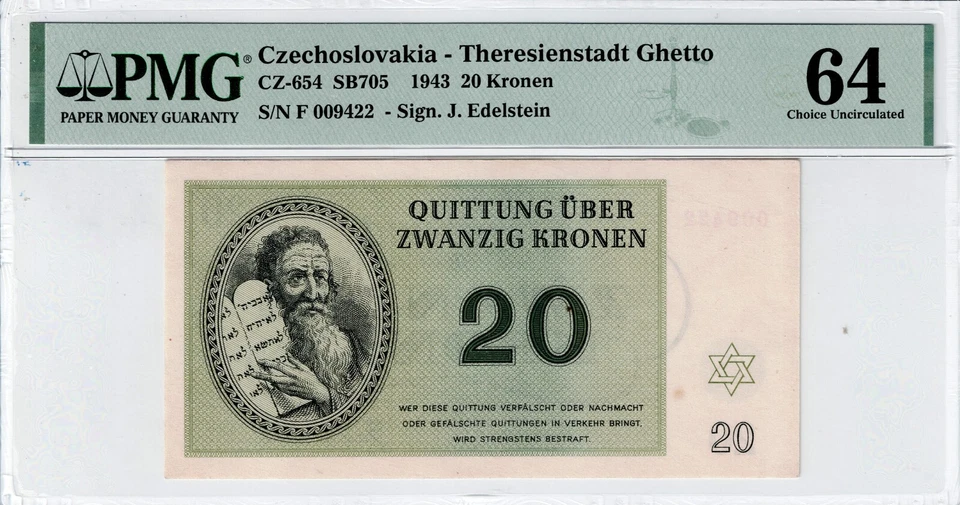 PMG®
PAPER MONEY GUARANTY
Czechoslovakia - Theresienstadt Ghetto
CZ-654 SB705 1943 20 Kronen
S/N F 009422 - Sign. J. Edelstein
64
Choice Uncirculated
QUITTUNG ÜBER
ZWANZIG KRONEN
20
WER DIESE QUITTUNG VERFÄLSCHT ODER NACHMACHT
ODER GEFÄLSCHTE QUITTUNGEN IN VERKEHR BRINGT,
WIRD STRENGSTENS BESTRAFT.
20